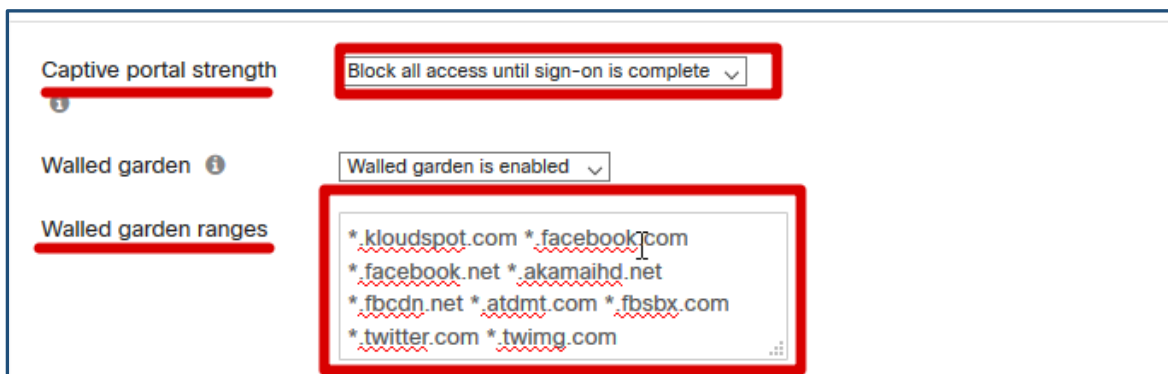 Captive portal strength
Block all access until sign-on is complete
Walled garden
Walled garden is enabled
Walled garden ranges
*.kloudspot.com *.facebook.com
*.facebook.net *.akamaihd.net
*.fbcdn.net *.atdmt.com *.fbsbx.com
*.twitter.com *.twimg.com